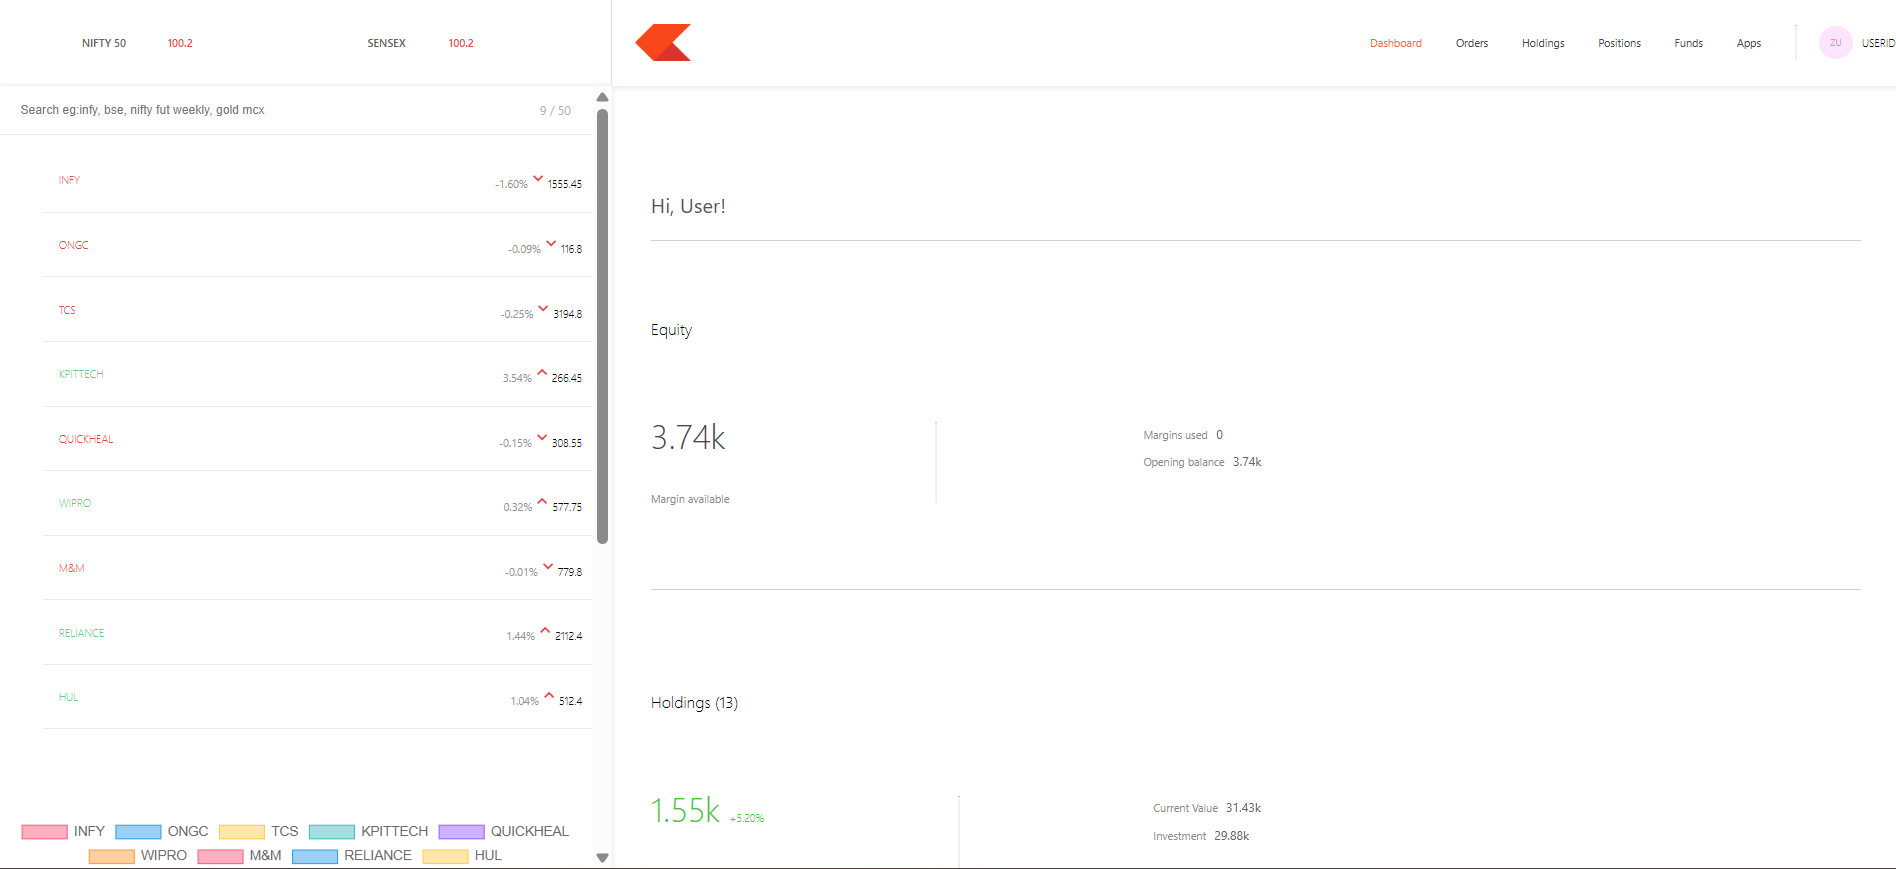 NIFTY 50 100.2 SENSEX 100.2
Dashboard Orders Holdings Positions Funds Apps ZU USERID
Search eg:infy, bse, nifty fut weekly, gold mcx 9 / 50
INFY -1.60% 1555.45
ONGC -0.09% 116.8
TCS -0.25% 3194.8
KPITTECH 3.54% 266.45
QUICKHEAL -0.15% 308.55
WIPRO 0.32% 577.75
M&M -0.01% 779.8
RELIANCE 1.44% 2112.4
HUL 1.04% 512.4
INFY ONGC TCS KPITTECH QUICKHEAL
WIPRO M&M RELIANCE HUL
Hi, User!
Equity
3.74k
Margin available
Margins used 0
Opening balance 3.74k
Holdings (13)
1.55k +5.20%
Current Value 31.43k
Investment 29.88k